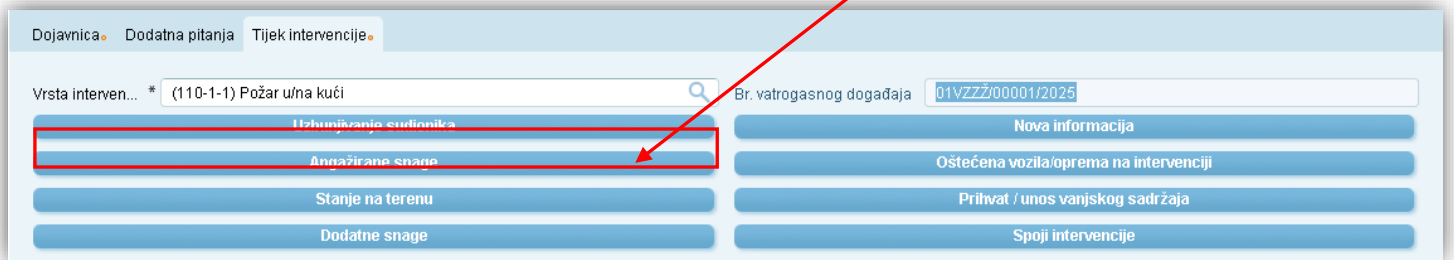 Dojavnica Dodatna pitanja Tijek intervencije
Vrsta interven... * (110-1-1) Požar u/na kući Br. vatrogasnog događaja 01VZZŽ/00001/2025
Uzbunjivanje sudionika Nova informacija
Angažirane snage Oštećena vozila/oprema na intervenciji
Stanje na terenu Prihvat / unos vanjskog sadržaja
Dodatne snage Spoji intervencije